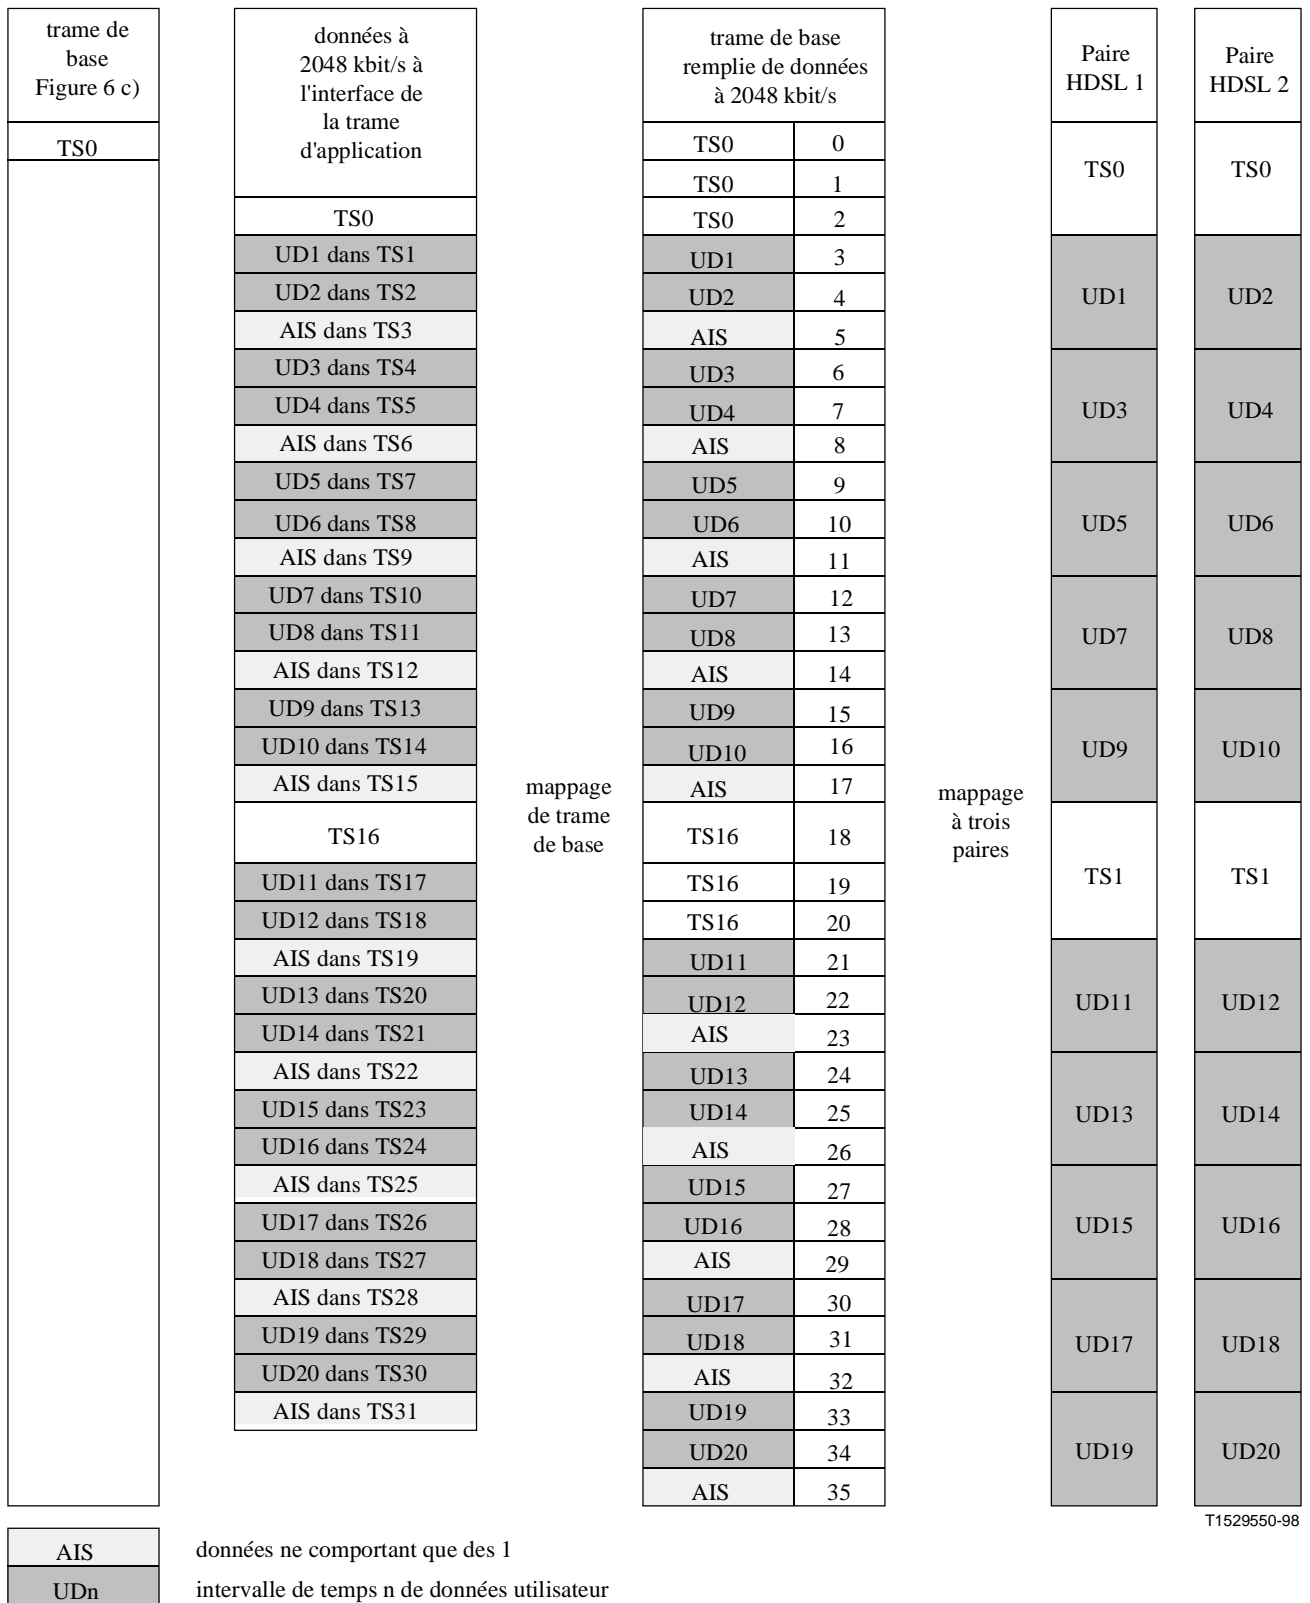 trame de
base
Figure 6 c)
TS0
données à
2048 kbit/s à
l'interface de
la trame
d'application
TS0
UD1 dans TS1
UD2 dans TS2
AIS dans TS3
UD3 dans TS4
UD4 dans TS5
AIS dans TS6
UD5 dans TS7
UD6 dans TS8
AIS dans TS9
UD7 dans TS10
UD8 dans TS11
AIS dans TS12
UD9 dans TS13
UD10 dans TS14
AIS dans TS15
TS16
UD11 dans TS17
UD12 dans TS18
AIS dans TS19
UD13 dans TS20
UD14 dans TS21
AIS dans TS22
UD15 dans TS23
UD16 dans TS24
AIS dans TS25
UD17 dans TS26
UD18 dans TS27
AIS dans TS28
UD19 dans TS29
UD20 dans TS30
AIS dans TS31
mappage
de trame
de base
trame de base
remplie de données
à 2048 kbit/s
TS0 0
TS0 1
TS0 2
UD1 3
UD2 4
AIS 5
UD3 6
UD4 7
AIS 8
UD5 9
UD6 10
AIS 11
UD7 12
UD8 13
AIS 14
UD9 15
UD10 16
AIS 17
TS16 18
TS16 19
TS16 20
UD11 21
UD12 22
AIS 23
UD13 24
UD14 25
AIS 26
UD15 27
UD16 28
AIS 29
UD17 30
UD18 31
AIS 32
UD19 33
UD20 34
AIS 35
mappage
à trois
paires
Paire
HDSL 1
TS0
UD1
UD3
UD5
UD7
UD9
TS1
UD11
UD13
UD15
UD17
UD19
Paire
HDSL 2
TS0
UD2
UD4
UD6
UD8
UD10
TS1
UD12
UD14
UD16
UD18
UD20
T1529550-98
AIS données ne comportant que des 1
UDn intervalle de temps n de données utilisateur